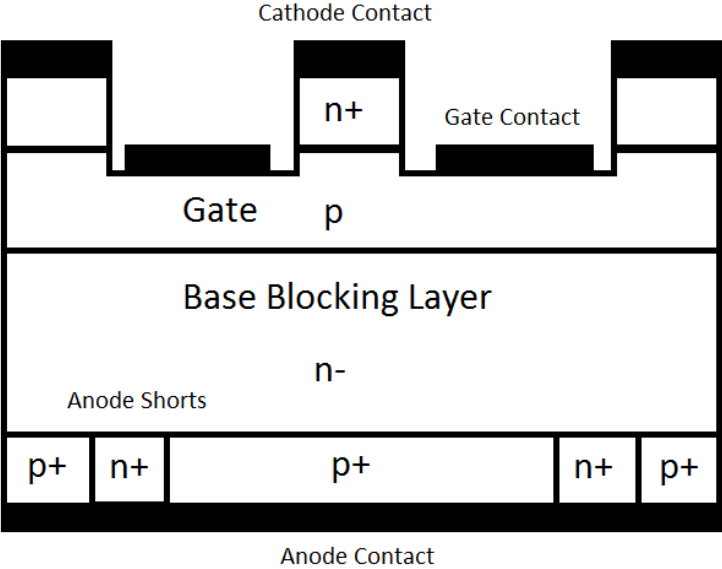 Cathode Contact
n+
Gate Contact
Gate p
Base Blocking Layer
n-
Anode Shorts
p+ n+ p+ n+ p+
Anode Contact